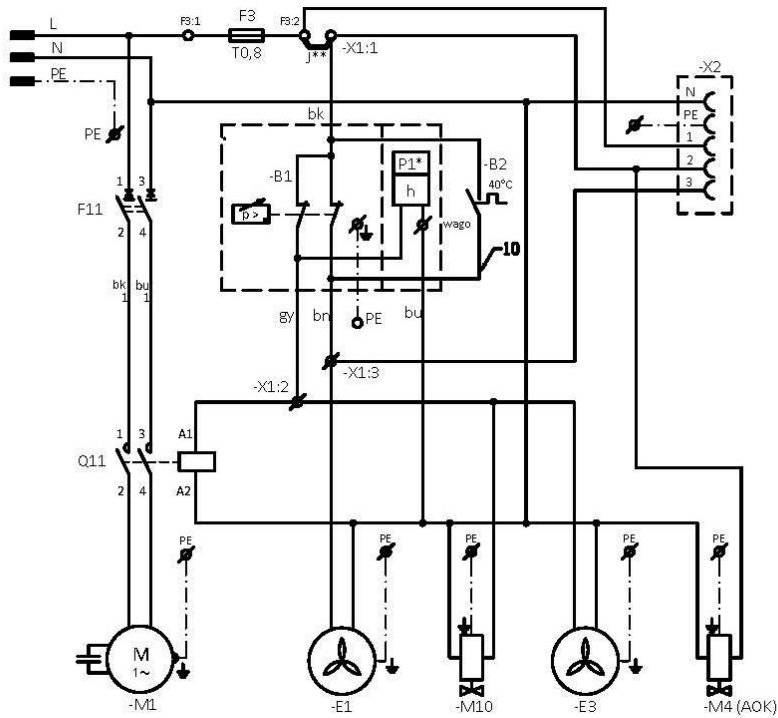 L
F3:1
F3
F3:2
N
T0,8
j**
-X1:1
PE
-X2
N
PE
bk
PE
1
P1*
-B2
-B1
2
1
3
h
40°C
3
F11
p >
wago
2
4
10
bk
1
bu
1
gy
bn
PE
bu
-X1:3
-X1:2
1
3
A1
Q11
2
4
A2
PE
PE
PE
PE
PE
M
1~
-M1
-E1
-M10
-E3
-M4 (AOK)